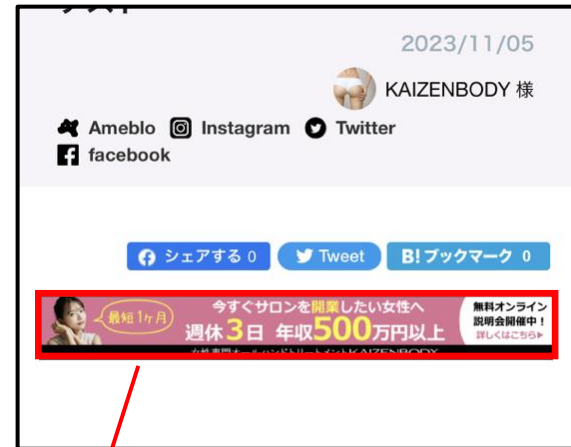 2023/11/05
KAIZENBODY 様
Ameblo Instagram Twitter
facebook
シェアする 0 Tweet B! ブックマーク 0
最短1ヶ月
今すぐサロンを開業したい女性へ
週休3日 年収500万円以上
無料オンライン
説明会開催中！
詳しくはこちら▶